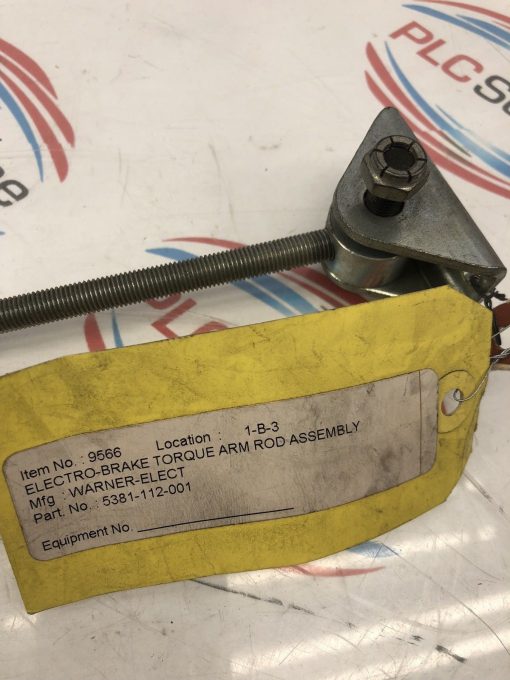 PLC
Item No. : 9566 Location : 1-B-3
ELECTRO-BRAKE TORQUE ARM ROD ASSEMBLY
Mfg : WARNER-ELECT
Part. No. : 5381-112-001
Equipment No.